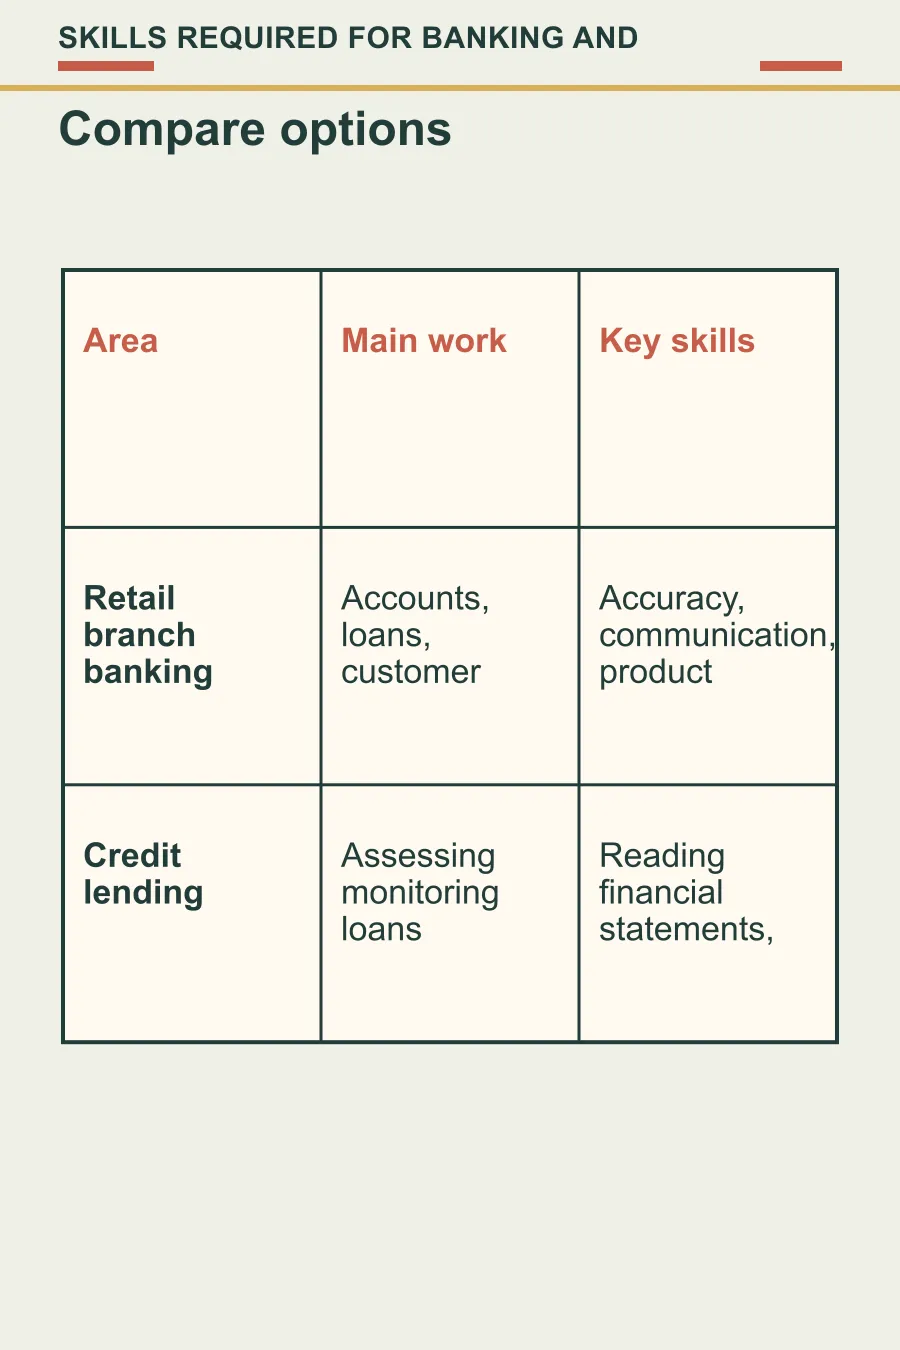 SKILLS REQUIRED FOR BANKING AND
Compare options
Area
Main work
Key skills
Retail
branch
banking
Accounts,
loans,
customer
Accuracy,
communication,
product
Credit
lending
Assessing
monitoring
loans
Reading
financial
statements,